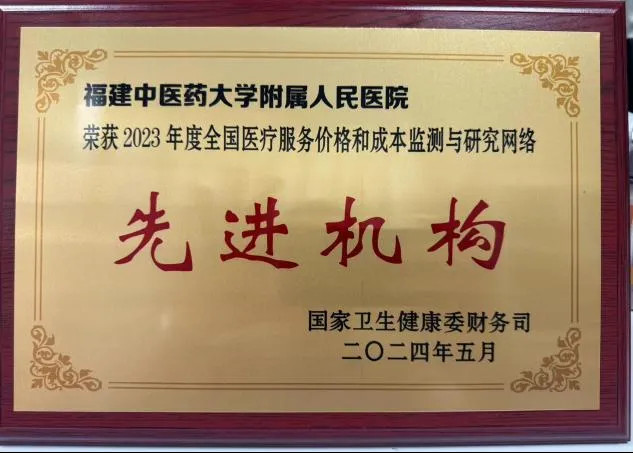 福建中医药大学附属人民医院
荣获2023年度全国医疗服务价格和成本监测与研究网络
先进机构
国家卫生健康委财务司
二〇二四年五月